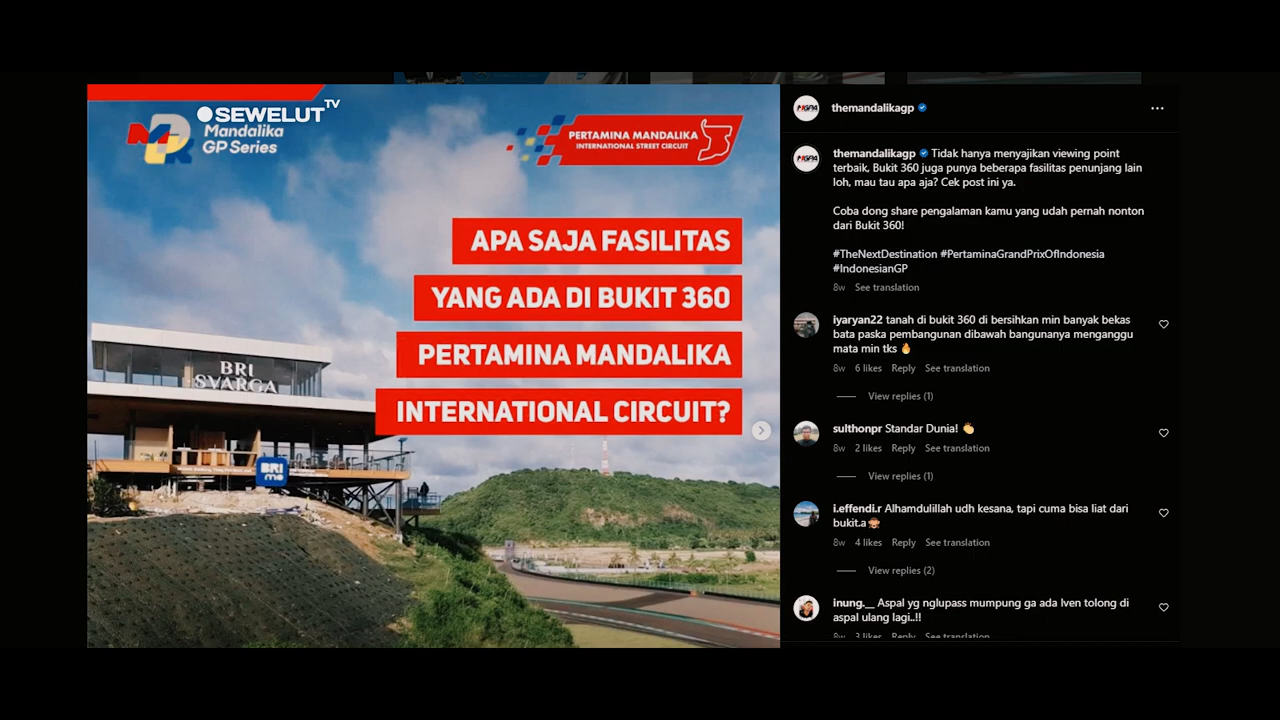 SEWELUT TV
Mandalika
GP Series
PERTAMINA MANDALIKA
INTERNATIONAL STREET CIRCUIT
APA SAJA FASILITAS
YANG ADA DI BUKIT 360
PERTAMINA MANDALIKA
INTERNATIONAL CIRCUIT?
BRI
SVARGA
BRI
mo
themandalikagp
themandalikagp Tidak hanya menyajikan viewing point
terbaik, Bukit 360 juga punya beberapa fasilitas penunjang lain
loh, mau tau apa aja? Cek post ini ya.
Coba dong share pengalaman kamu yang udah pernah nonton
dari Bukit 360!
#TheNextDestination #PertaminaGrandPrixOfIndonesia
#IndonesianGP
8w See translation
iyaryan22 tanah di bukit 360 di bersihkan min banyak bekas
bata paska pembangunan dibawah bangunanya menganggu
mata min tks 🔥
8w 6 likes Reply See translation
View replies (1)
sulthonpr Standar Dunia! 👏
8w 2 likes Reply See translation
View replies (1)
i.effendi.r Alhamdulillah udh kesana, tapi cuma bisa liat dari
bukit.a🙈
8w 4 likes Reply See translation
View replies (2)
inung.__ Aspal yg nglupass mumpung ga ada Iven tolong di
aspal ulang lagi..!!
8w 3 likes Reply See translation